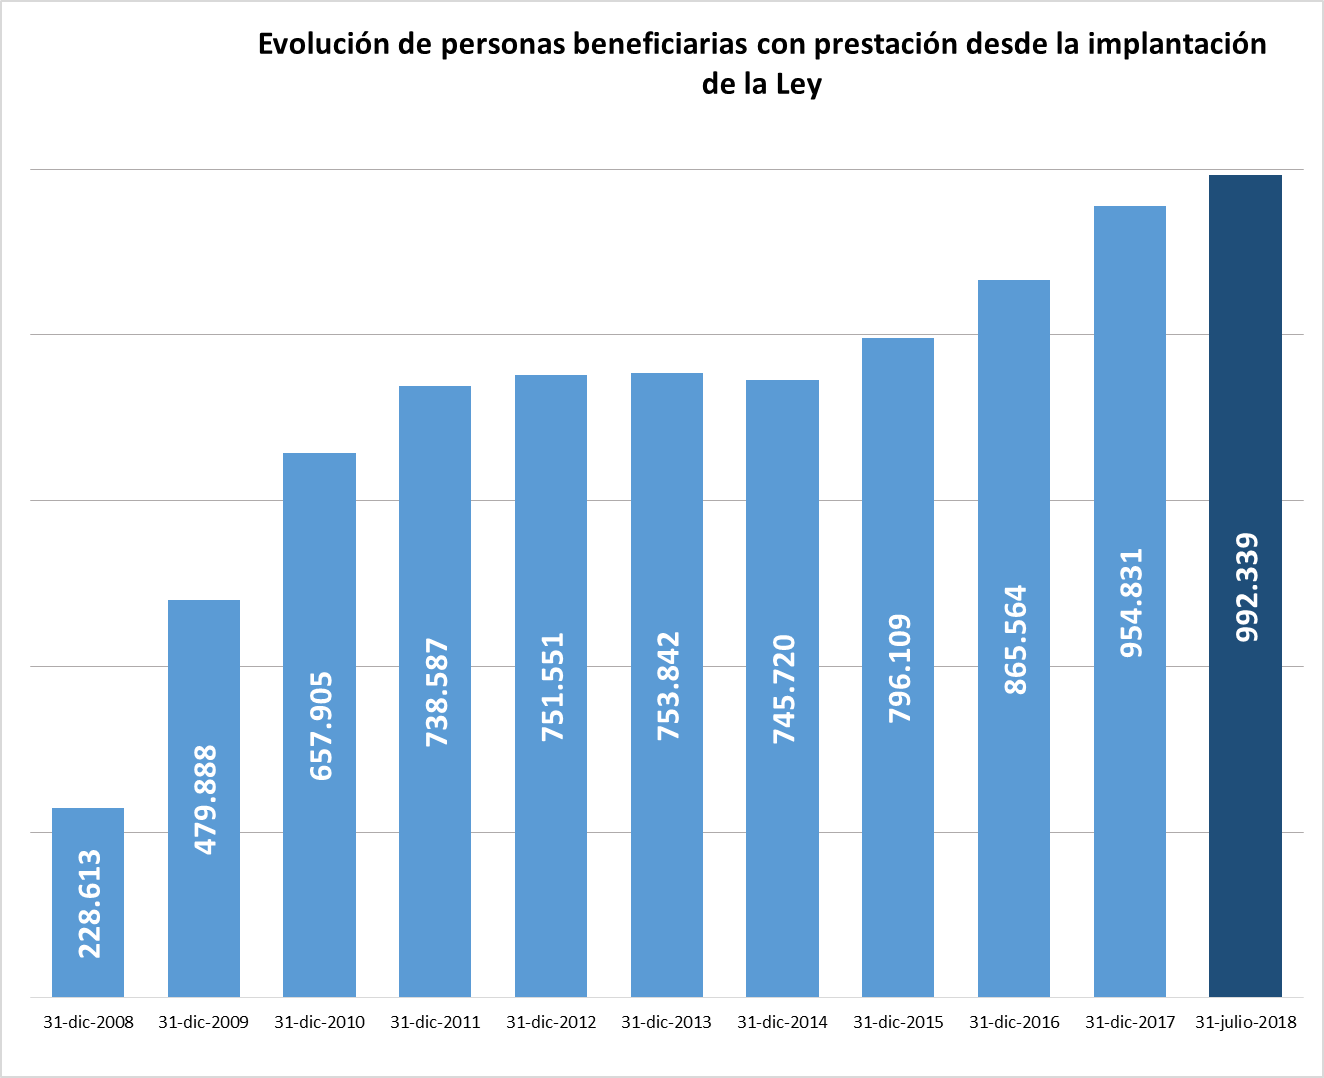 Evolución de personas beneficiarias con prestación desde la implantación
de la Ley
228.613
479.888
657.905
738.587
751.551
753.842
745.720
796.109
865.564
954.831
992.339
31-dic-2008
31-dic-2009
31-dic-2010
31-dic-2011
31-dic-2012
31-dic-2013
31-dic-2014
31-dic-2015
31-dic-2016
31-dic-2017
31-julio-2018